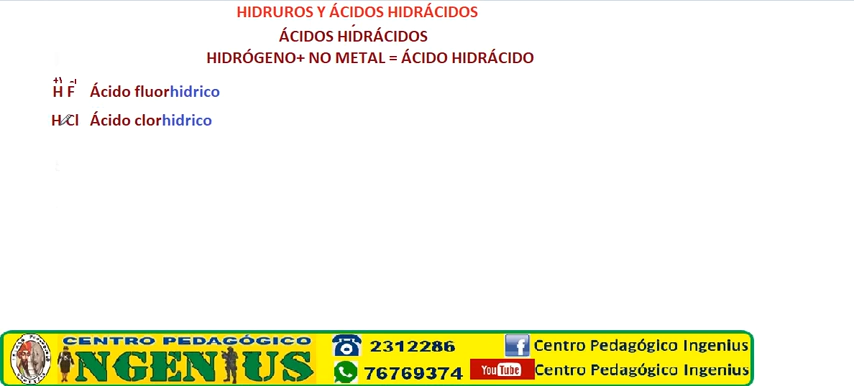 HIDRUROS Y ÁCIDOS HIDRÁCIDOS
ÁCIDOS HIDRÁCIDOS
HIDRÓGENO+ NO METAL = ÁCIDO HIDRÁCIDO
+1 -1
H F Ácido fluorhidrico
HCl Ácido clorhidrico
CENTRO PEDAGÓGICO
INGENIUS
2312286
76769374
Centro Pedagógico Ingenius
YouTube Centro Pedagógico Ingenius